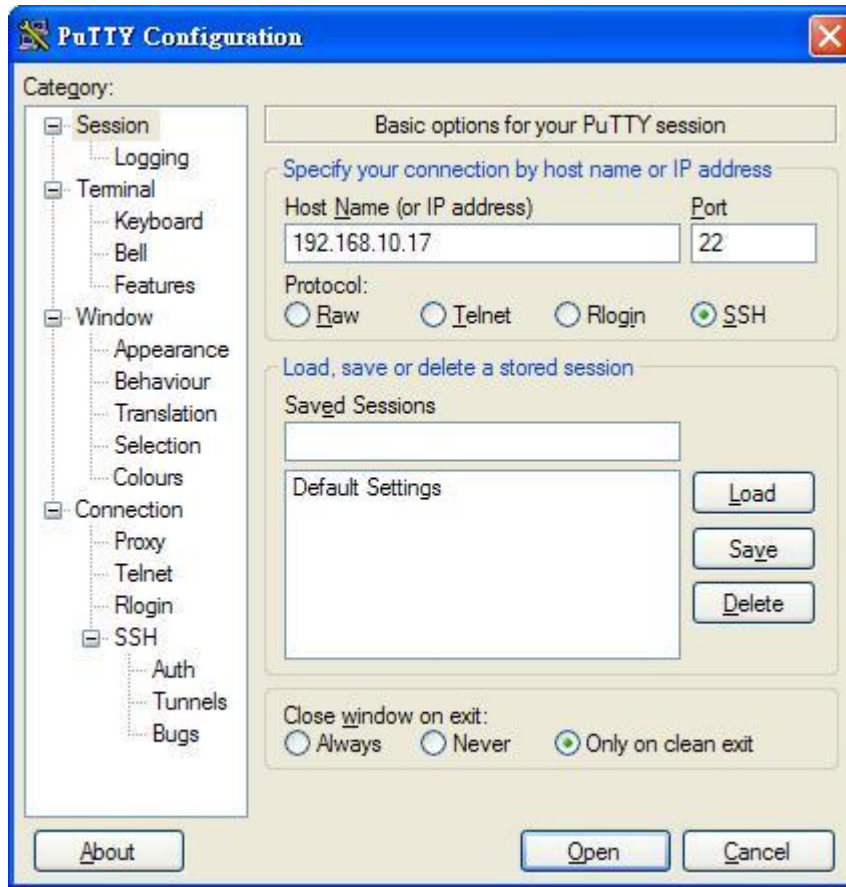 PuTTY Configuration
Category:
Session
Logging
Terminal
Keyboard
Bell
Features
Window
Appearance
Behaviour
Translation
Selection
Colours
Connection
Proxy
Telnet
Rlogin
SSH
Auth
Tunnels
Bugs
Basic options for your PuTTY session
Specify your connection by host name or IP address
Host Name (or IP address) Port
192.168.10.17 22
Protocol:
Raw Telnet Rlogin SSH
Load, save or delete a stored session
Saved Sessions
Default Settings
Load
Save
Delete
Close window on exit:
Always Never Only on clean exit
About Open Cancel